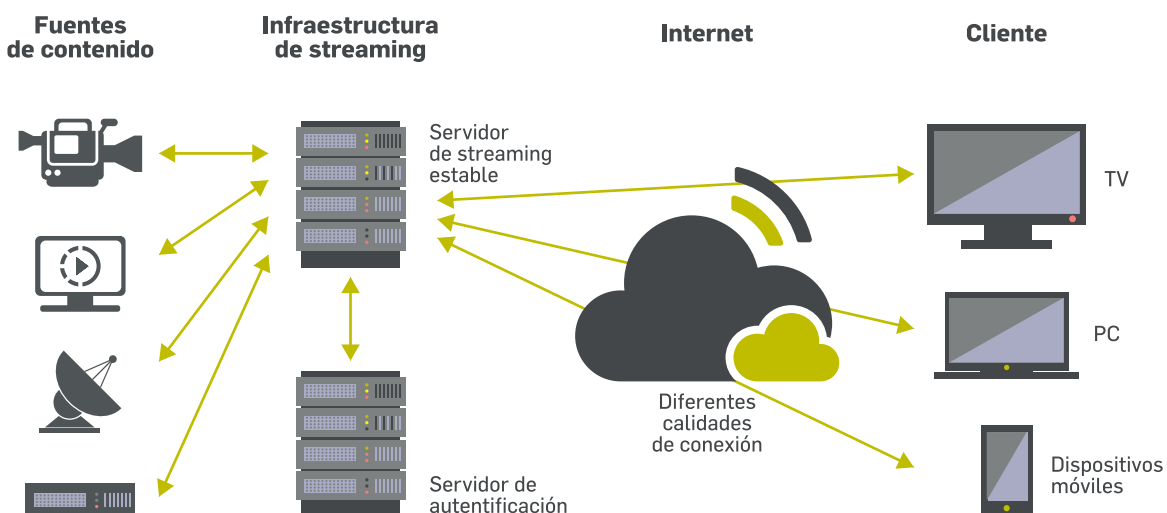 Fuentes
de contenido
Infraestructura
de streaming
Internet
Cliente
Servidor
de streaming
estable
TV
PC
Diferentes
calidades
de conexión
Servidor de
autentificación
Dispositivos
móviles